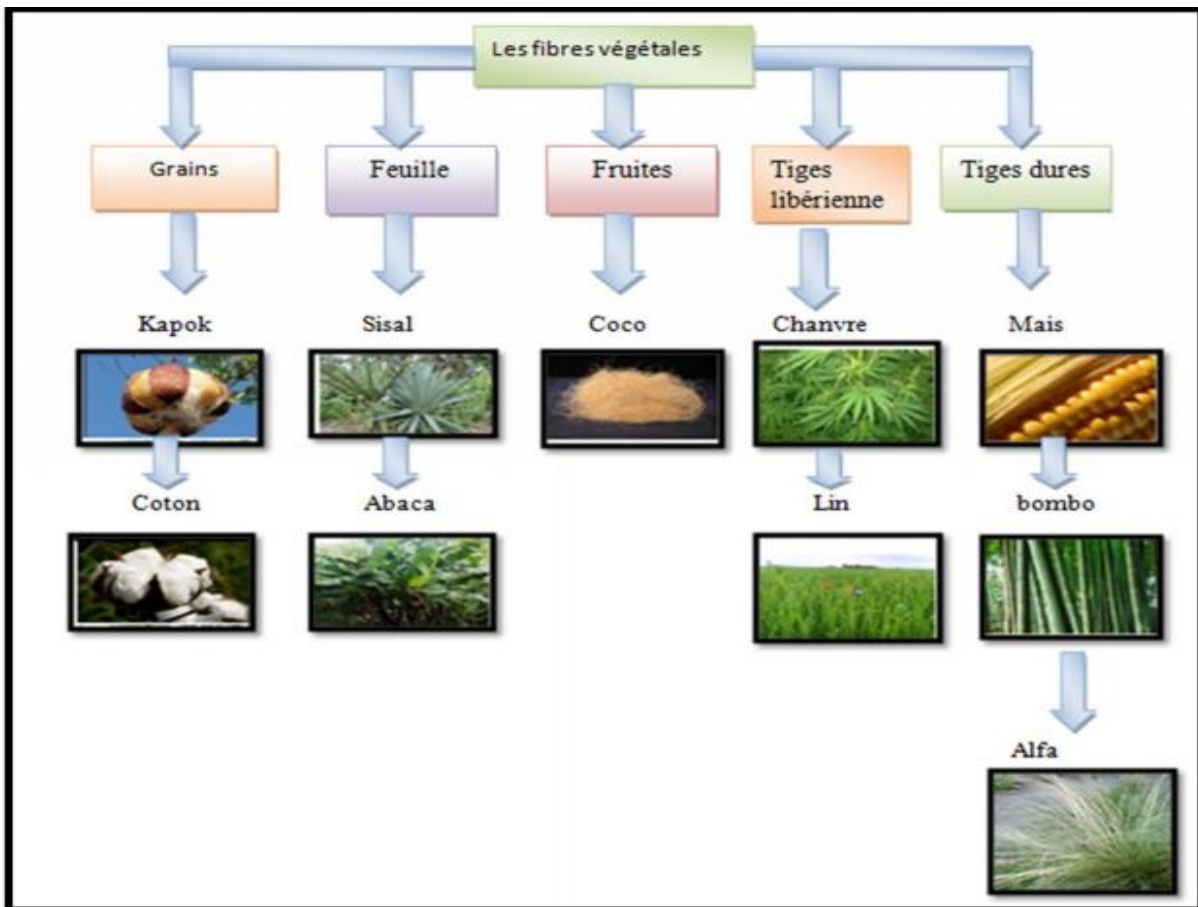 Les fibres végétales
Grains
Feuille
Fruites
Tiges
libérienne
Tiges dures
Kapok
Sisal
Coco
Chanvre
Mais
Coton
Abaca
Lin
bombo
Alfa